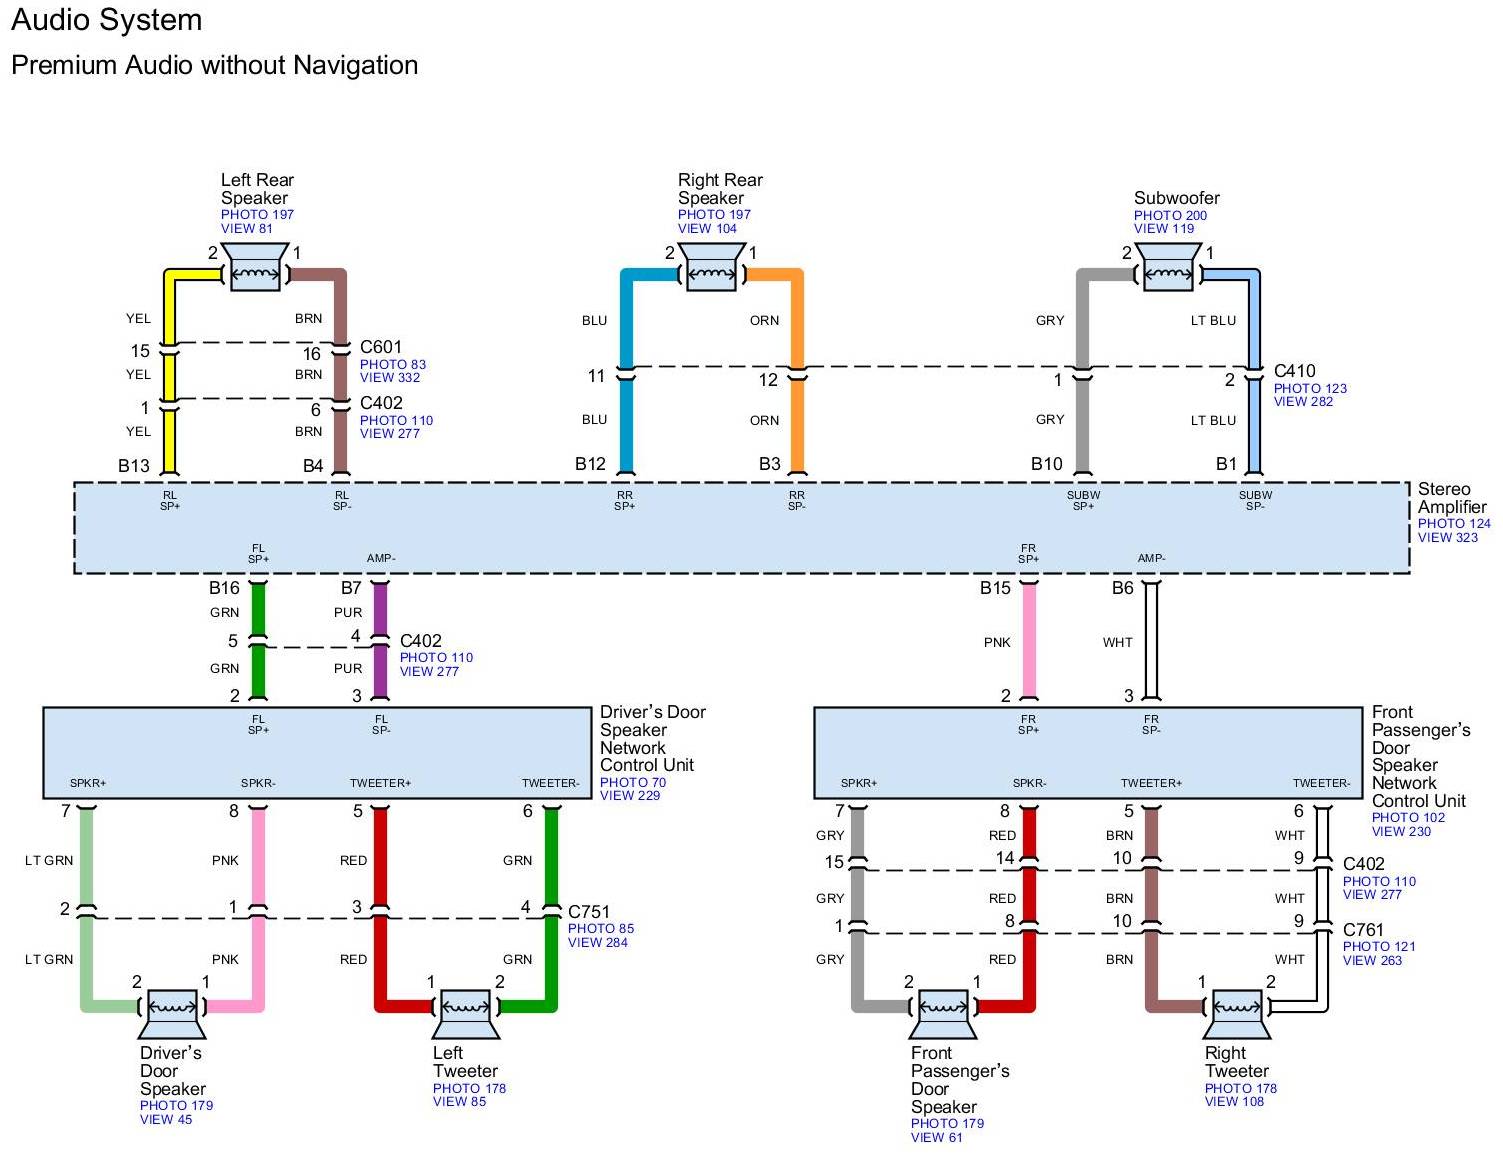 Audio System
Premium Audio without Navigation
Left Rear
Speaker
PHOTO 197
VIEW 81
Right Rear
Speaker
PHOTO 197
VIEW 104
Subwoofer
PHOTO 200
VIEW 119
2 1
2 1
2 1
YEL BRN
BLU ORN
GRY LT BLU
15 16 C601
PHOTO 83
VIEW 332
YEL BRN
11 12 1 2 C410
PHOTO 123
VIEW 282
1 6 C402
PHOTO 110
VIEW 277
YEL BRN
BLU ORN
GRY LT BLU
B13 B4 B12 B3 B10 B1
RL
SP+
RL
SP-
RR
SP+
RR
SP-
SUBW
SP+
SUBW
SP-
Stereo
Amplifier
PHOTO 124
VIEW 323
FL
SP+
AMP-
FR
SP+
AMP-
B16 B7 B15 B6
GRN PUR
5 4 C402
PHOTO 110
VIEW 277
PNK WHT
GRN PUR
2 3 2 3
FL
SP+
FL
SP-
Driver's Door
Speaker
Network
Control Unit
PHOTO 70
VIEW 229
FR
SP+
FR
SP-
Front
Passenger's
Door
Speaker
Network
Control Unit
PHOTO 102
VIEW 230
SPKR+ SPKR- TWEETER+ TWEETER-
SPKR+ SPKR- TWEETER+ TWEETER-
7 8 5 6
7 8 5 6
LT GRN PNK RED GRN
GRY RED BRN WHT
15 14 10 9 C402
PHOTO 110
VIEW 277
GRY RED BRN WHT
2 1 3 4 C751
PHOTO 85
VIEW 284
1 8 10 9 C761
PHOTO 121
VIEW 263
LT GRN PNK RED GRN
GRY RED BRN WHT
2 1 1 2
2 1 1 2
Driver's
Door
Speaker
PHOTO 179
VIEW 45
Left
Tweeter
PHOTO 178
VIEW 85
Front
Passenger's
Door
Speaker
PHOTO 179
VIEW 61
Right
Tweeter
PHOTO 178
VIEW 108